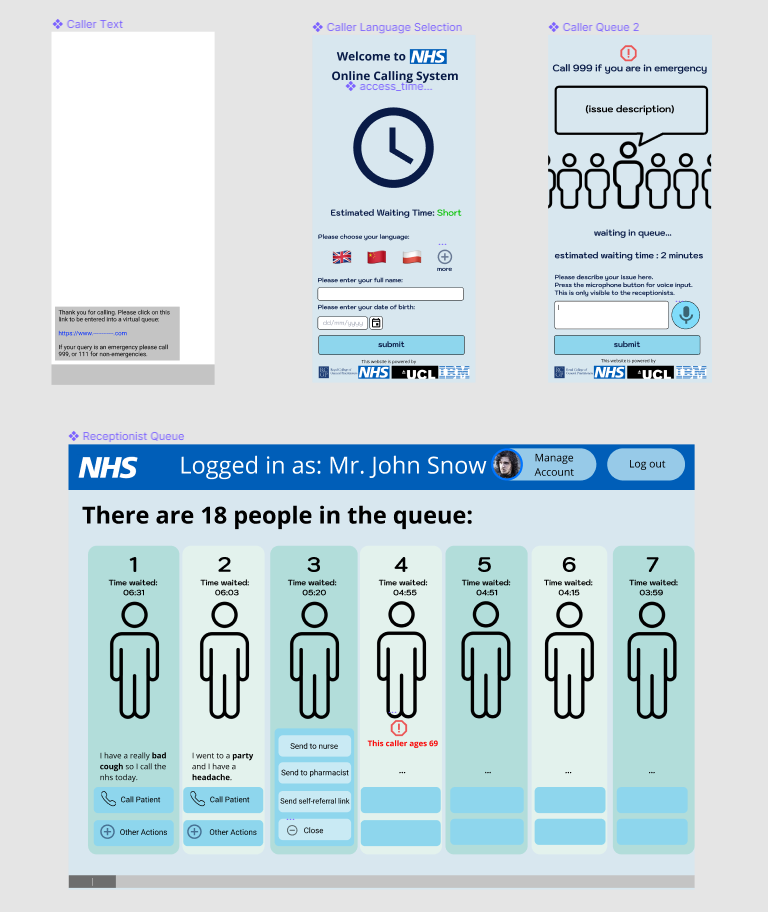 Caller Text
Thank you for calling. Please click on this
link to be entered into a virtual queue:
https://www.----------.com
If your query is an emergency please call
999, or 111 for non-emergencies.
Caller Language Selection
Welcome to NHS
Online Calling System
access_time...
Estimated Waiting Time: Short
Please choose your language:
...
more
Please enter your full name:
Please enter your date of birth:
dd/mm/yyyy
submit
This website is powered by
Royal College of
General Practitioners
NHS UCL IBM
Caller Queue 2
Call 999 if you are in emergency
(issue description)
waiting in queue...
estimated waiting time : 2 minutes
Please describe your issue here.
Press the microphone button for voice input.
This is only visible to the receptionists.
submit
This website is powered by
Royal College of
General Practitioners
NHS UCL IBM
Receptionist Queue
NHS
Logged in as: Mr. John Snow
Manage
Account
Log out
There are 18 people in the queue:
1
Time waited:
06:31
I have a really bad
cough so I call the
nhs today.
Call Patient
Other Actions
2
Time waited:
06:03
I went to a party
and I have a
headache.
Call Patient
Other Actions
3
Time waited:
05:20
Send to nurse
Send to pharmacist
Send self-referral link
...
Close
4
Time waited:
04:55
This caller ages 69
...
5
Time waited:
04:51
...
6
Time waited:
04:15
...
7
Time waited:
03:59
...